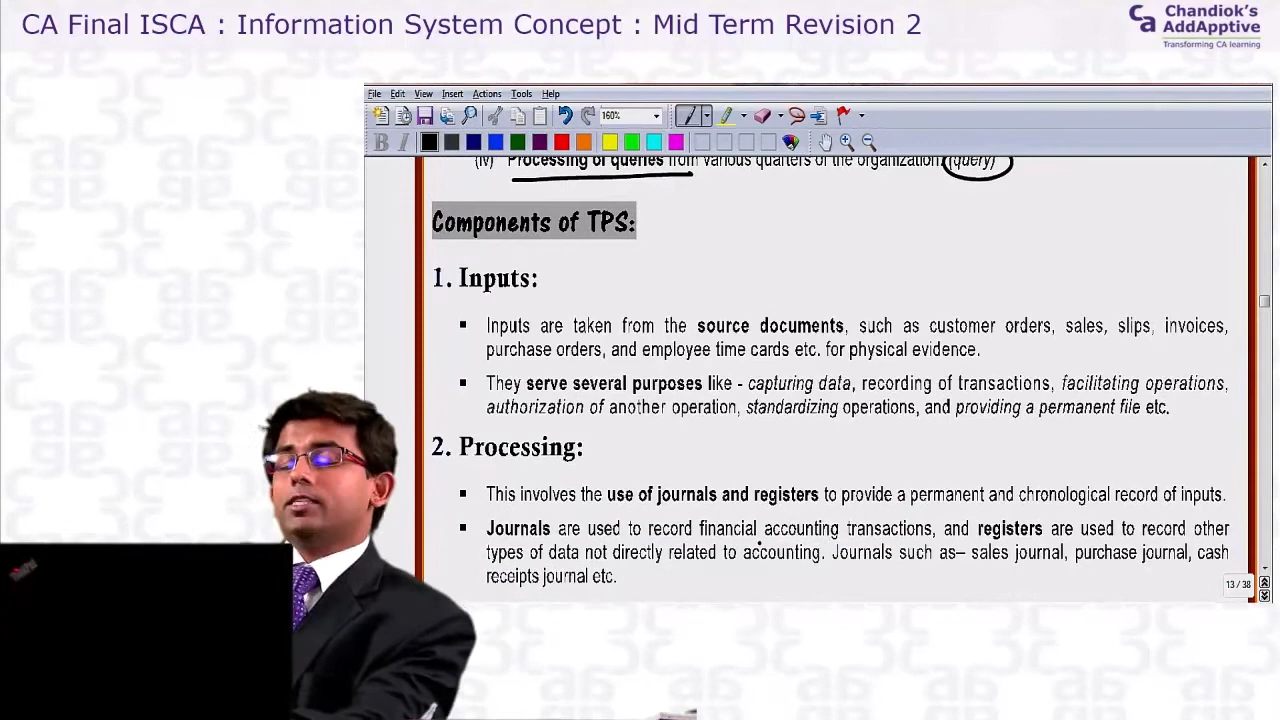 CA Final ISCA : Information System Concept : Mid Term Revision 2
Ca Chandiok's
AddApptive
Transforming CA learning
File Edit View Insert Actions Tools Help
160%
B I
(iv) Processing of queries from various quarters of the organization. (query)
Components of TPS:
1. Inputs:
▪ Inputs are taken from the source documents, such as customer orders, sales, slips, invoices,
purchase orders, and employee time cards etc. for physical evidence.
▪ They serve several purposes like - capturing data, recording of transactions, facilitating operations,
authorization of another operation, standardizing operations, and providing a permanent file etc.
2. Processing:
▪ This involves the use of journals and registers to provide a permanent and chronological record of inputs.
▪ Journals are used to record financial accounting transactions, and registers are used to record other
types of data not directly related to accounting. Journals such as– sales journal, purchase journal, cash
receipts journal etc.
13 / 38